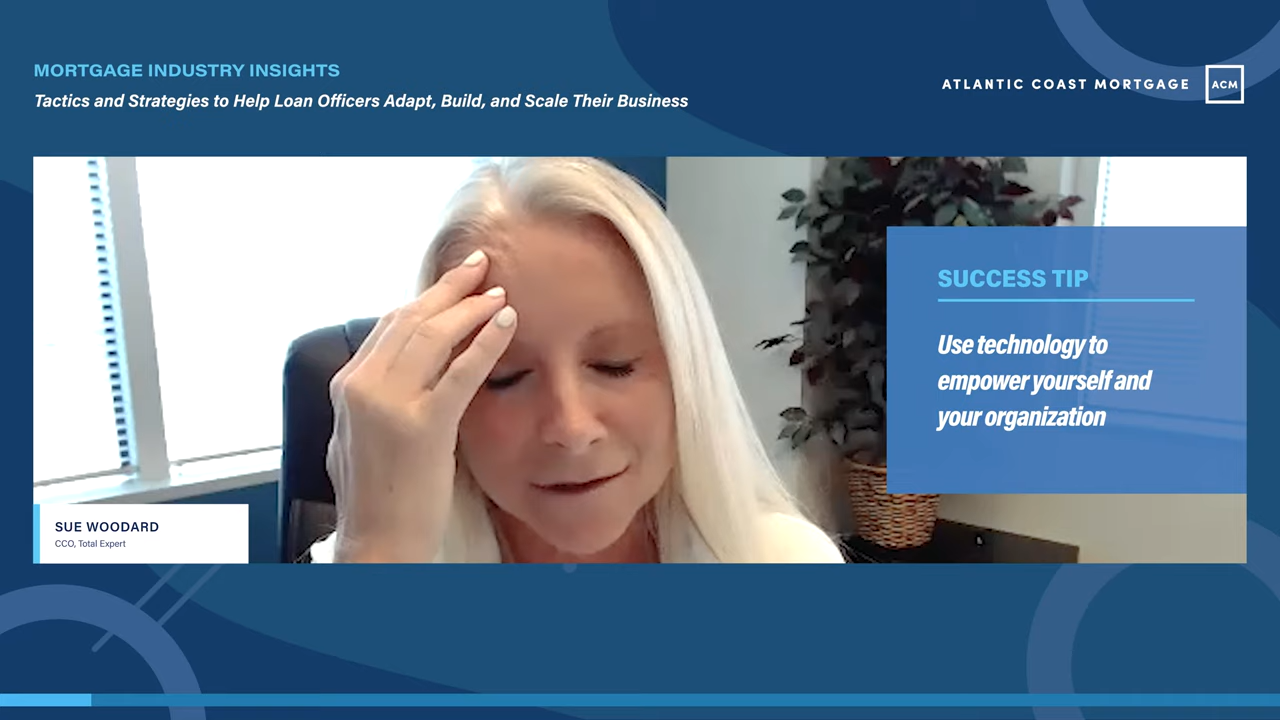 MORTGAGE INDUSTRY INSIGHTS
Tactics and Strategies to Help Loan Officers Adapt, Build, and Scale Their Business
ATLANTIC COAST MORTGAGE
ACM
SUCCESS TIP
Use technology to
empower yourself and
your organization
SUE WOODARD
CCO, Total Expert